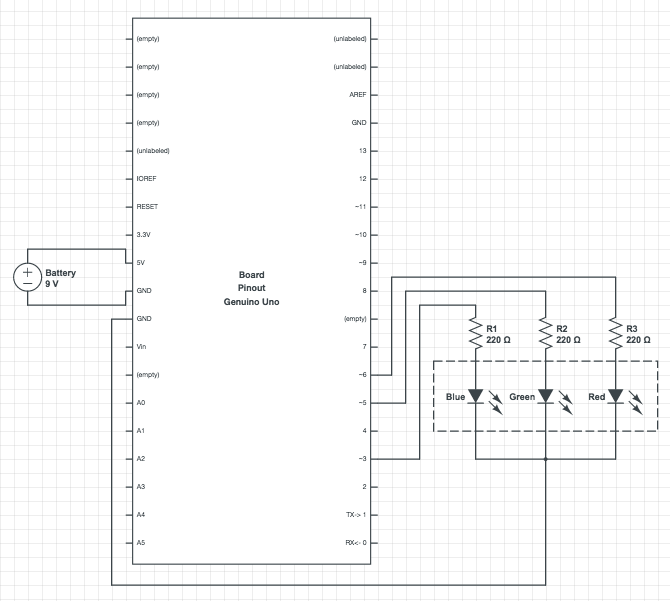 (empty)
(empty)
(empty)
(empty)
(unlabeled)
IOREF
RESET
3.3V
5V
GND
GND
Vin
(empty)
A0
A1
A2
A3
A4
A5
Battery
9 V
Board
Pinout
Genuino Uno
(unlabeled)
(unlabeled)
AREF
GND
13
12
~11
~10
~9
8
(empty)
7
~6
~5
4
~3
2
TX-> 1
RX<- 0
R1
220 Ω
R2
220 Ω
R3
220 Ω
Blue
Green
Red